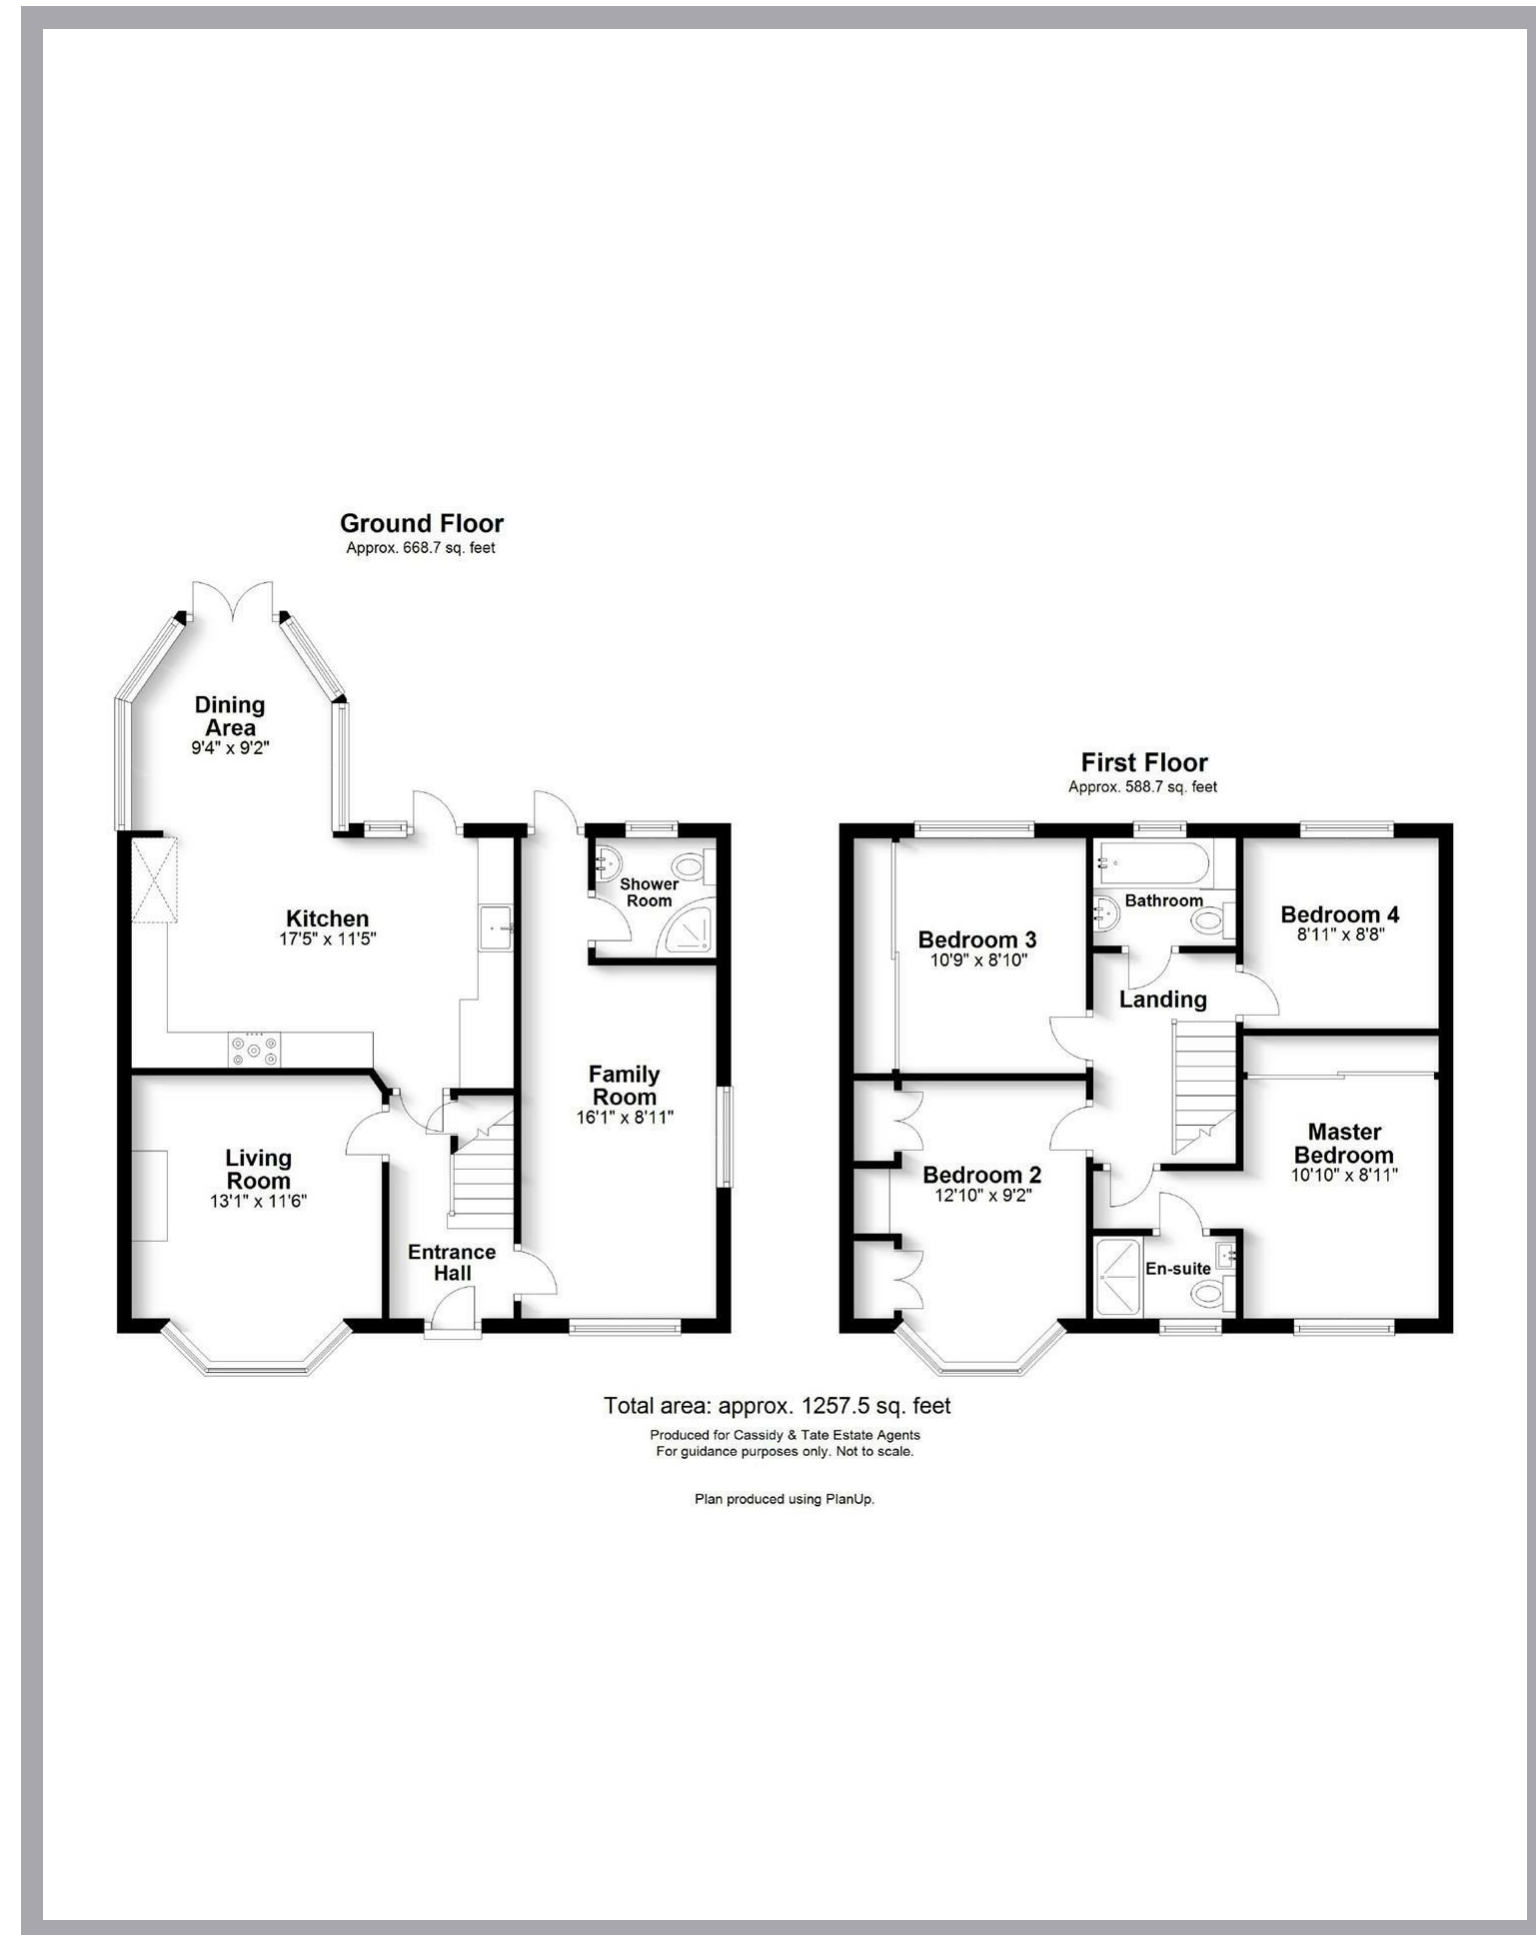 Ground Floor
Approx. 668.7 sq. feet
Dining
Area
9'4" x 9'2"
Kitchen
17'5" x 11'5"
Shower
Room
Family
Room
16'1" x 8'11"
Living
Room
13'1" x 11'6"
Entrance
Hall
First Floor
Approx. 588.7 sq. feet
Bedroom 3
10'9" x 8'10"
Bathroom
Bedroom 4
8'11" x 8'8"
Landing
Master
Bedroom
10'10" x 8'11"
Bedroom 2
12'10" x 9'2"
En-suite
Total area: approx. 1257.5 sq. feet
Produced for Cassidy & Tate Estate Agents
For guidance purposes only. Not to scale.
Plan produced using PlanUp.